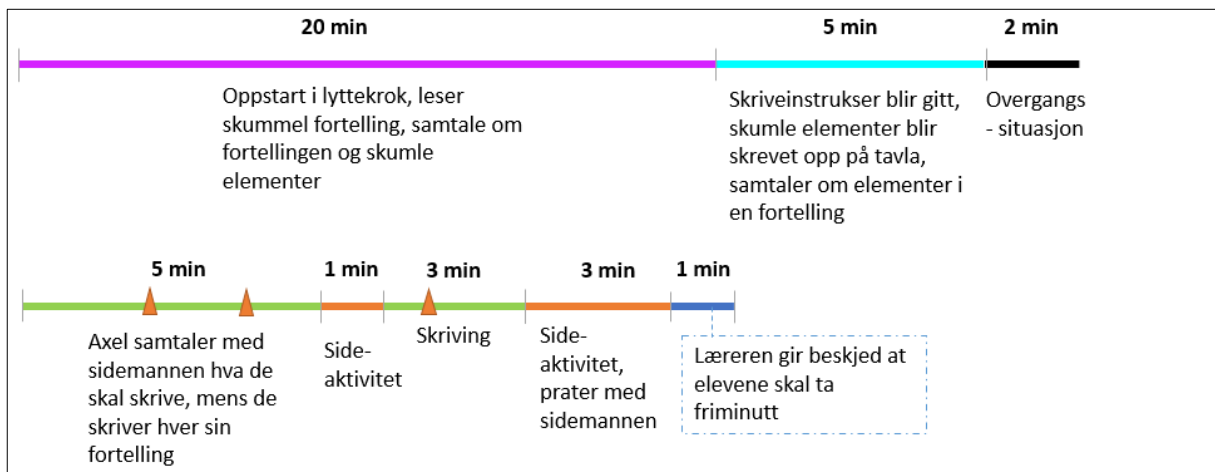 20 min
5 min
2 min
Oppstart i lyttekrok, leser
skummel fortelling, samtale om
fortellingen og skumle
elementer
Skriveinstrukser blir gitt,
skumle elementer blir
skrevet opp på tavla,
samtaler om elementer i
en fortelling
Overgangs
- situasjon
5 min
1 min
3 min
3 min
1 min
Axel samtaler med
sidemannen hva de
skal skrive, mens de
skriver hver sin
fortelling
Side-
aktivitet
Skriving
Side-
aktivitet,
prater med
sidemannen
Læreren gir beskjed at
elevene skal ta
friminutt